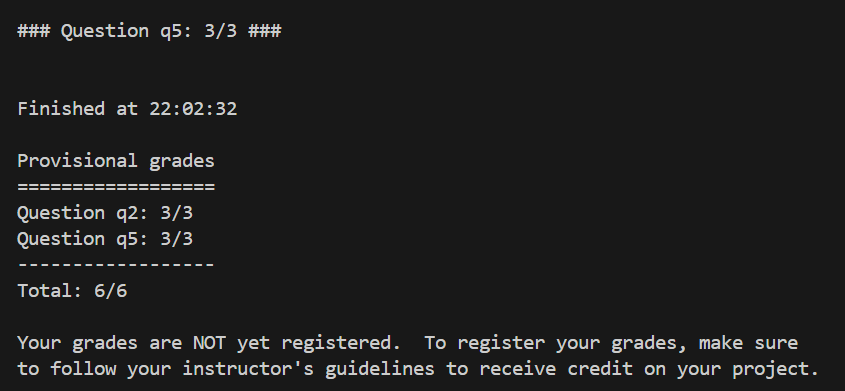 ### Question q5: 3/3 ###
Finished at 22:02:32
Provisional grades
==================
Question q2: 3/3
Question q5: 3/3
------------------
Total: 6/6
Your grades are NOT yet registered.  To register your grades, make sure
to follow your instructor's guidelines to receive credit on your project.